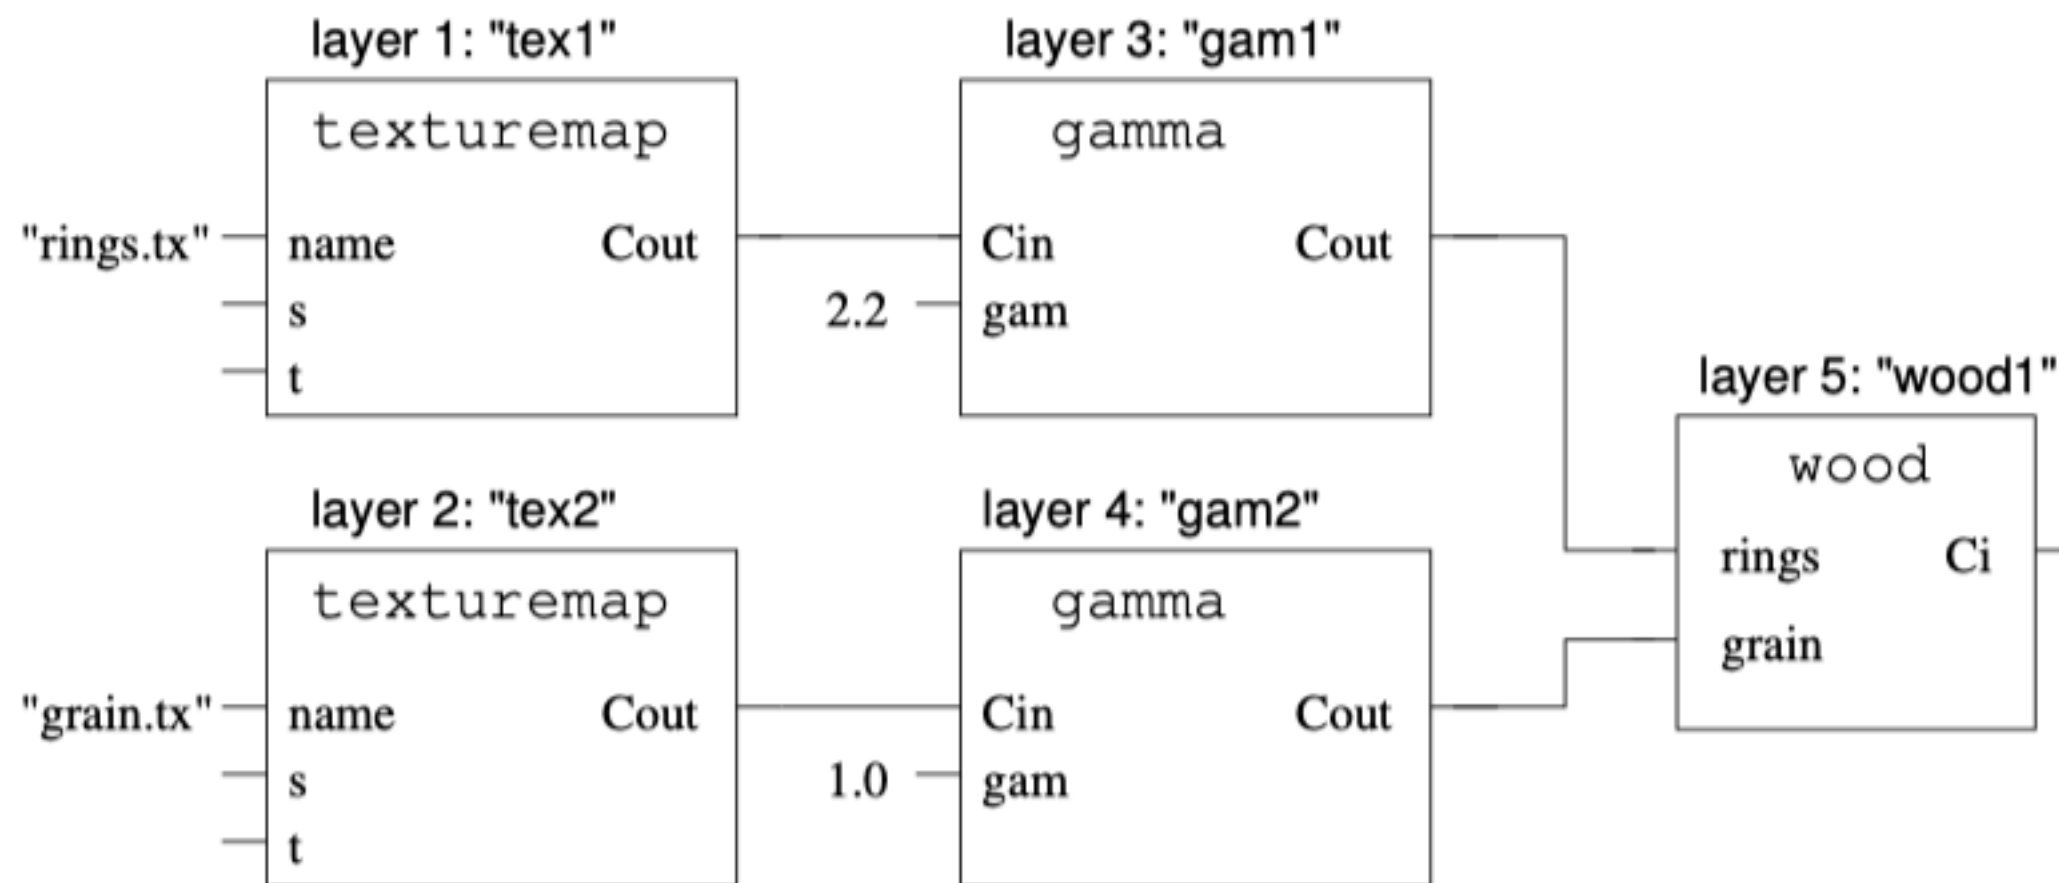 layer 1: "tex1"
texturemap
"rings.tx"
name
Cout
s
t
layer 3: "gam1"
gamma
Cin
Cout
2.2
gam
layer 2: "tex2"
texturemap
"grain.tx"
name
Cout
s
t
layer 4: "gam2"
gamma
Cin
Cout
1.0
gam
layer 5: "wood1"
wood
rings
Ci
grain